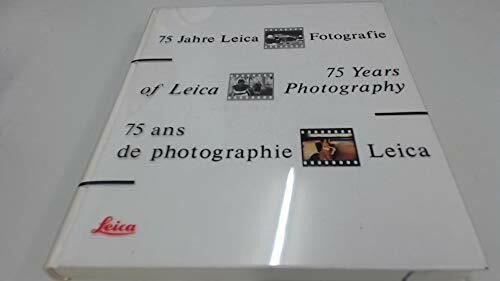 75 Jahre Leica Fotografie
75 Years
of Leica Photography
75 ans
de photographie Leica
Leica